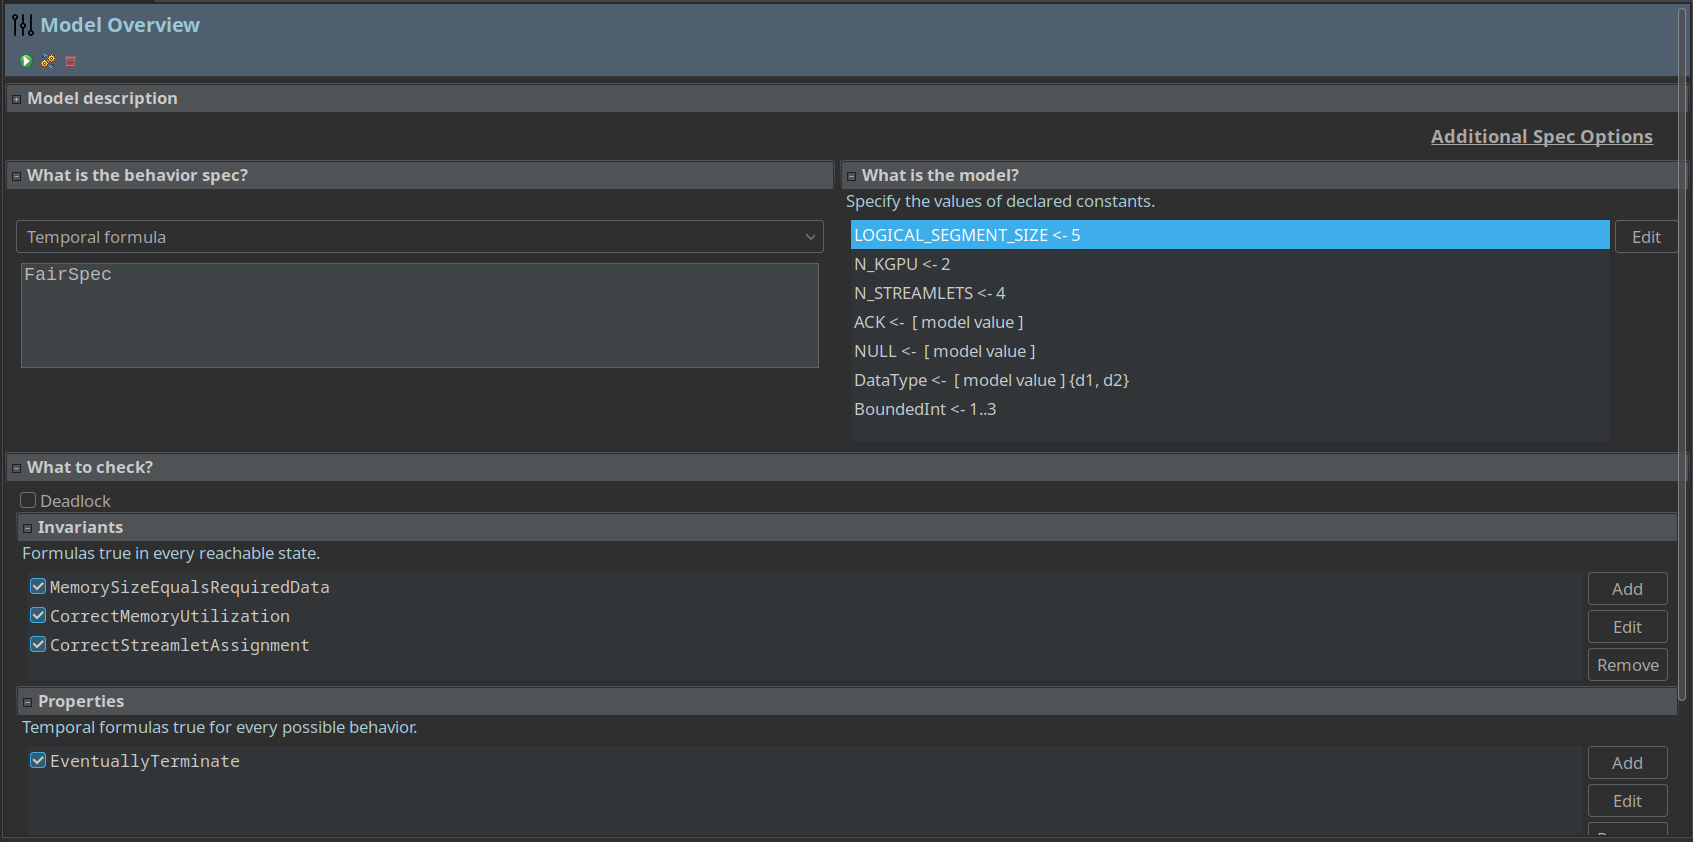 Model Overview
Model description
Additional Spec Options
What is the behavior spec?
Temporal formula
FairSpec
What is the model?
Specify the values of declared constants.
LOGICAL_SEGMENT_SIZE <- 5
Edit
N_KGPU <- 2
N_STREAMLETS <- 4
ACK <- [ model value ]
NULL <- [ model value ]
DataType <- [ model value ] {d1, d2}
BoundedInt <- 1..3
What to check?
Deadlock
Invariants
Formulas true in every reachable state.
MemorySizeEqualsRequiredData
CorrectMemoryUtilization
CorrectStreamletAssignment
Add
Edit
Remove
Properties
Temporal formulas true for every possible behavior.
EventuallyTerminate
Add
Edit